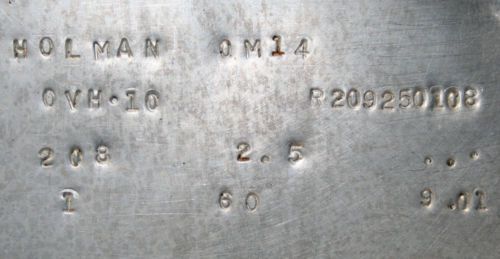 HOLMAN OM14
OVH·10 R209250108
208 2.5 ...
1 60 9.01